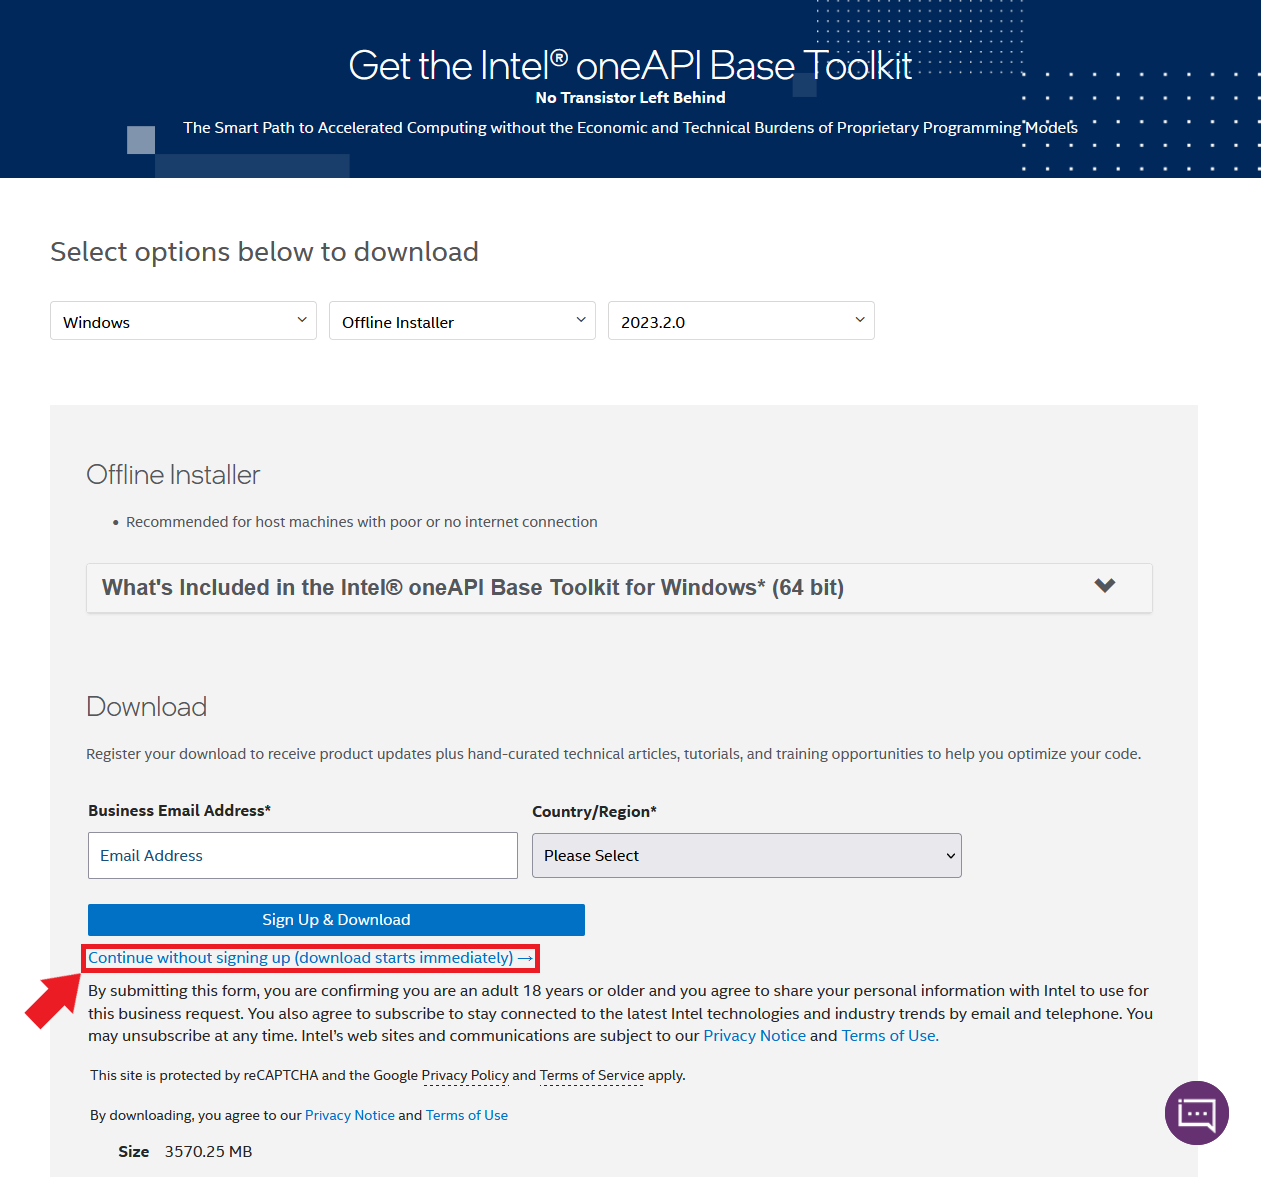 Get the Intel® oneAPI Base Toolkit
No Transistor Left Behind
The Smart Path to Accelerated Computing without the Economic and Technical Burdens of Proprietary Programming Models
Select options below to download
Windows
Offline Installer
2023.2.0
Offline Installer
• Recommended for host machines with poor or no internet connection
What's Included in the Intel® oneAPI Base Toolkit for Windows* (64 bit)
Download
Register your download to receive product updates plus hand-curated technical articles, tutorials, and training opportunities to help you optimize your code.
Business Email Address*
Country/Region*
Email Address
Please Select
Sign Up & Download
Continue without signing up (download starts immediately) →
By submitting this form, you are confirming you are an adult 18 years or older and you agree to share your personal information with Intel to use for
this business request. You also agree to subscribe to stay connected to the latest Intel technologies and industry trends by email and telephone. You
may unsubscribe at any time. Intel’s web sites and communications are subject to our Privacy Notice and Terms of Use.
This site is protected by reCAPTCHA and the Google Privacy Policy and Terms of Service apply.
By downloading, you agree to our Privacy Notice and Terms of Use
Size 3570.25 MB